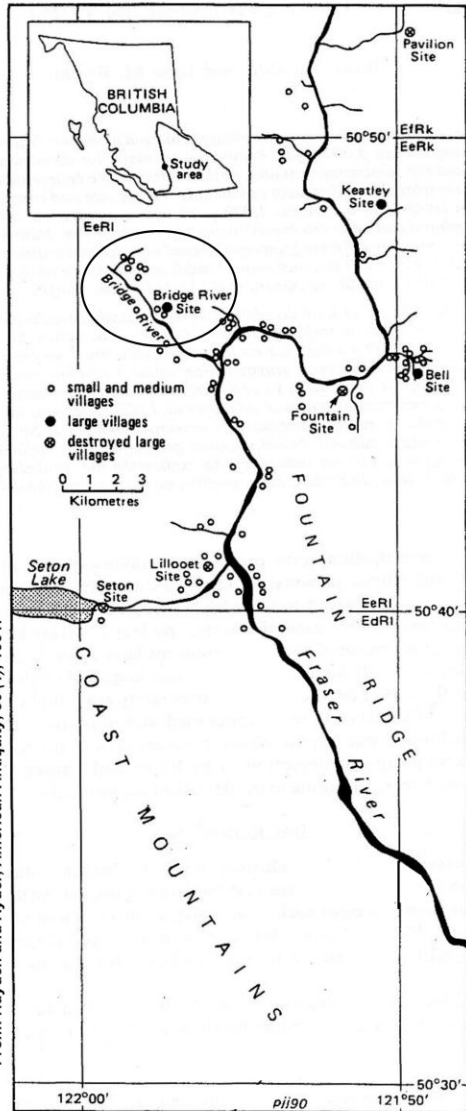 BRITISH
COLUMBIA
Study
area
Pavilion
Site
50°50'
EfRk
EeRk
Keatley
Site
EeRl
Bridge River
Bridge River
Site
Bell
Site
Fountain
Site
small and medium
villages
large villages
destroyed large
villages
0 1 2 3
Kilometres
FOUNTAIN
RIDGE
Lillooet
Site
Seton
Lake
Seton Site
EeRl
50°40'
EdRl
Fraser
River
COAST MOUNTAINS
50°30'
122°00'
pij90
121°50'